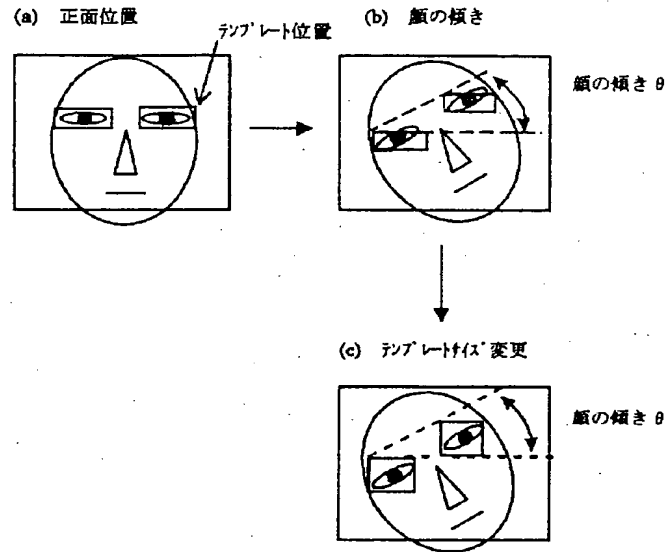 (a) 正面位置
テンプレート位置
(b) 顔の傾き
顔の傾き θ
(c) テンプレートサイズ変更
顔の傾き θ